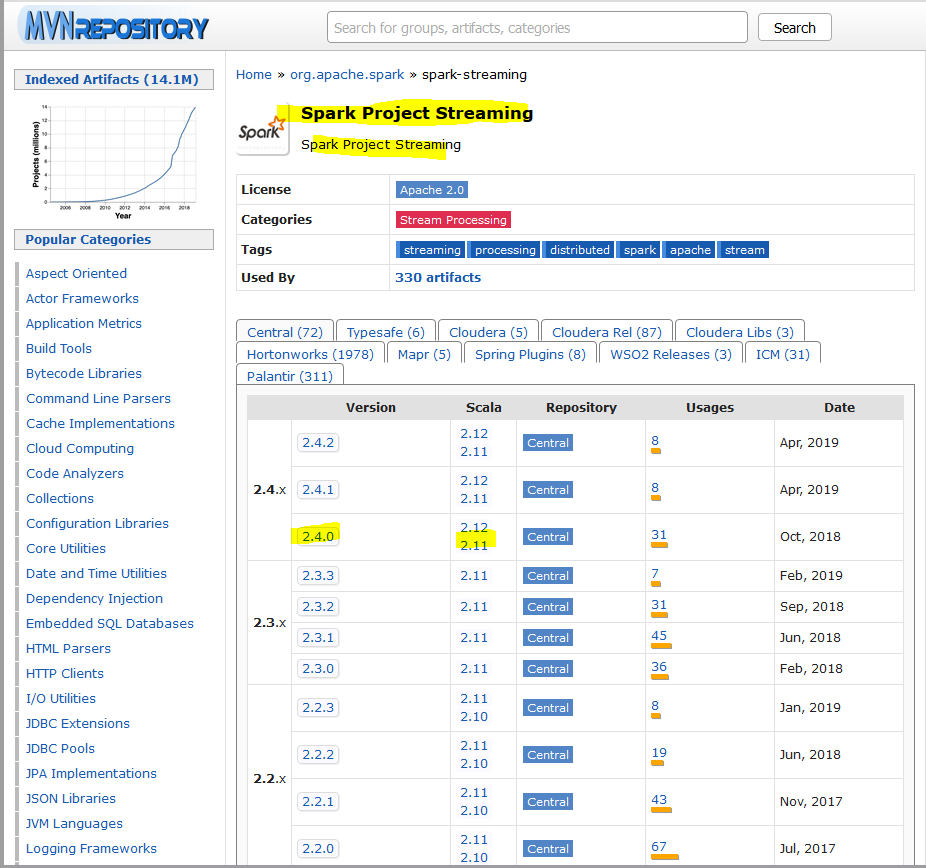 MVNREPOSITORY
Search for groups, artifacts, categories
Search
Indexed Artifacts (14.1M)
Projects (millions)
14
12
10
8
6
4
2
0
2006 2008 2010 2012 2014 2016 2018
Year
Popular Categories
Aspect Oriented
Actor Frameworks
Application Metrics
Build Tools
Bytecode Libraries
Command Line Parsers
Cache Implementations
Cloud Computing
Code Analyzers
Collections
Configuration Libraries
Core Utilities
Date and Time Utilities
Dependency Injection
Embedded SQL Databases
HTML Parsers
HTTP Clients
I/O Utilities
JDBC Extensions
JDBC Pools
JPA Implementations
JSON Libraries
JVM Languages
Logging Frameworks
Home » org.apache.spark » spark-streaming
Spark
Spark Project Streaming
Spark Project Streaming
License Apache 2.0
Categories Stream Processing
Tags streaming processing distributed spark apache stream
Used By 330 artifacts
Central (72) Typesafe (6) Cloudera (5) Cloudera Rel (87) Cloudera Libs (3)
Hortonworks (1978) Mapr (5) Spring Plugins (8) WSO2 Releases (3) ICM (31)
Palantir (311)
Version Scala Repository Usages Date
2.4.x
2.4.2 2.12 2.11 Central 8 Apr, 2019
2.4.1 2.12 2.11 Central 8 Apr, 2019
2.4.0 2.12 2.11 Central 31 Oct, 2018
2.3.x
2.3.3 2.11 Central 7 Feb, 2019
2.3.2 2.11 Central 31 Sep, 2018
2.3.1 2.11 Central 45 Jun, 2018
2.3.0 2.11 Central 36 Feb, 2018
2.2.x
2.2.3 2.11 2.10 Central 8 Jan, 2019
2.2.2 2.11 2.10 Central 19 Jun, 2018
2.2.1 2.11 2.10 Central 43 Nov, 2017
2.2.0 2.11 2.10 Central 67 Jul, 2017